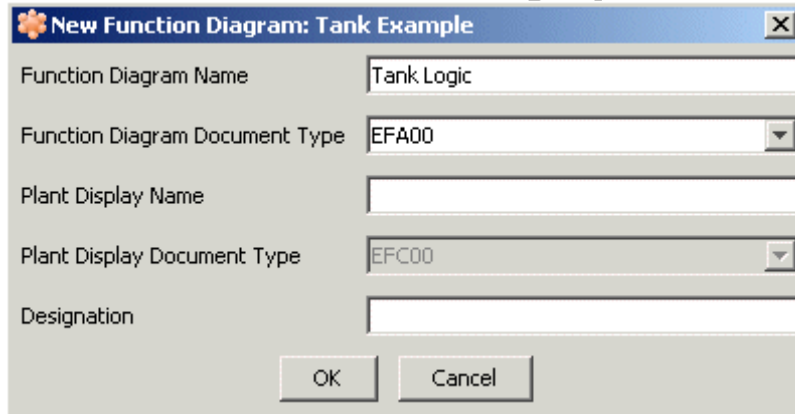 New Function Diagram: Tank Example
Function Diagram Name Tank Logic
Function Diagram Document Type EFA00
Plant Display Name
Plant Display Document Type EFC00
Designation
OK Cancel